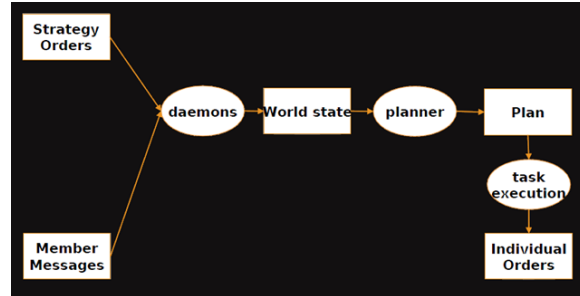 Strategy
Orders
daemons
World state
planner
Plan
task
execution
Member
Messages
Individual
Orders